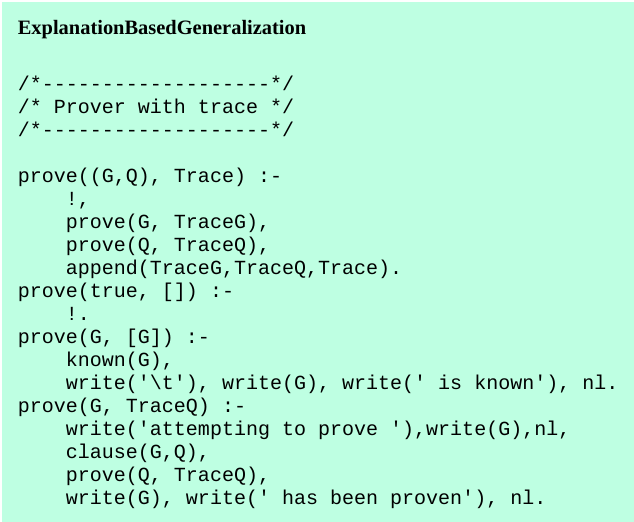 ExplanationBasedGeneralization
/*-------------------*/
/* Prover with trace */
/*-------------------*/
prove((G,Q), Trace) :-
    !,
    prove(G, TraceG),
    prove(Q, TraceQ),
    append(TraceG,TraceQ,Trace).
prove(true, []) :-
    !.
prove(G, [G]) :-
    known(G),
    write('\t'), write(G), write(' is known'), nl.
prove(G, TraceQ) :-
    write('attempting to prove '),write(G),nl,
    clause(G,Q),
    prove(Q, TraceQ),
    write(G), write(' has been proven'), nl.